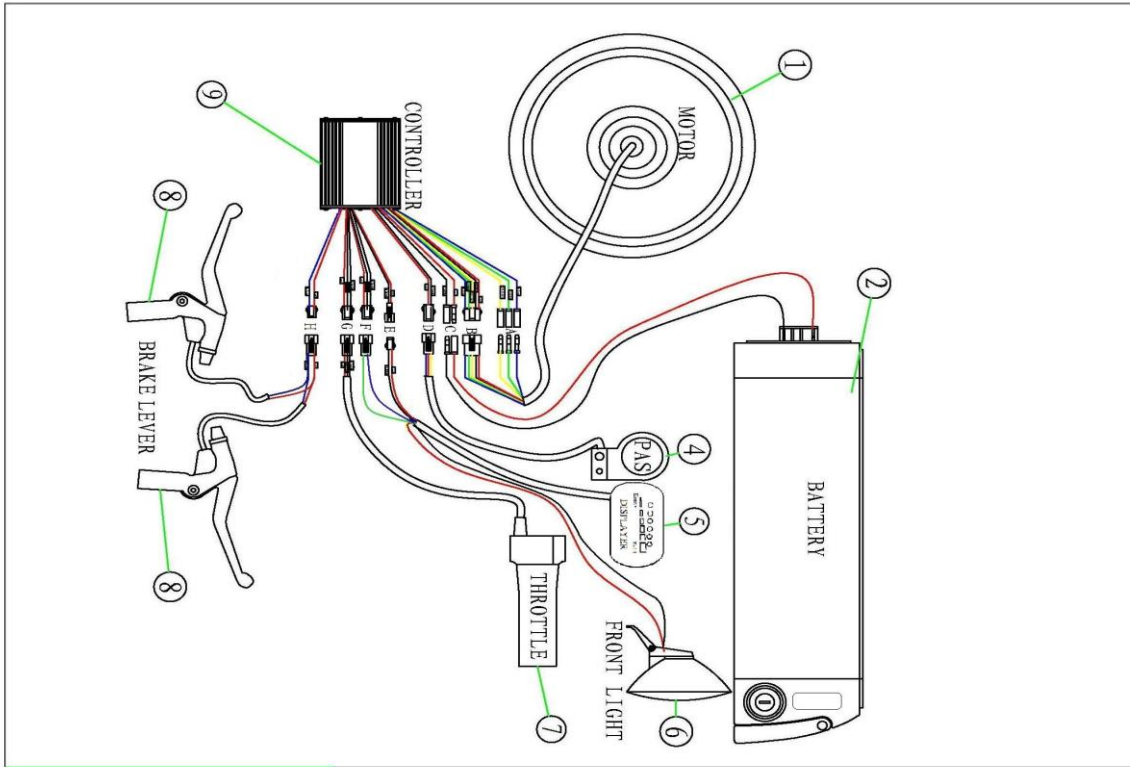 2
BATTERY
1
5
4
MOTOR
6
PAS
DISPLAYER
FRONT LIGHT
7
THROTTLE
A
B
C
D
E
F
G
H
CONTROLLER
9
8
8
BRAKE LEVER